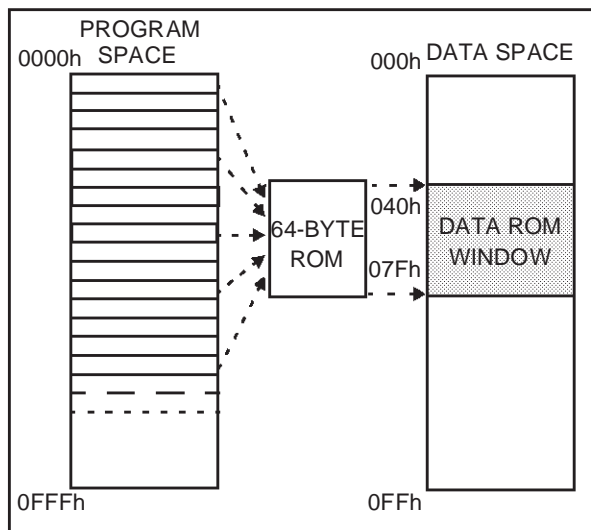 PROGRAM
SPACE
0000h
000h
DATA SPACE
64-BYTE
ROM
040h
07Fh
DATA ROM
WINDOW
0FFFh
0FFh